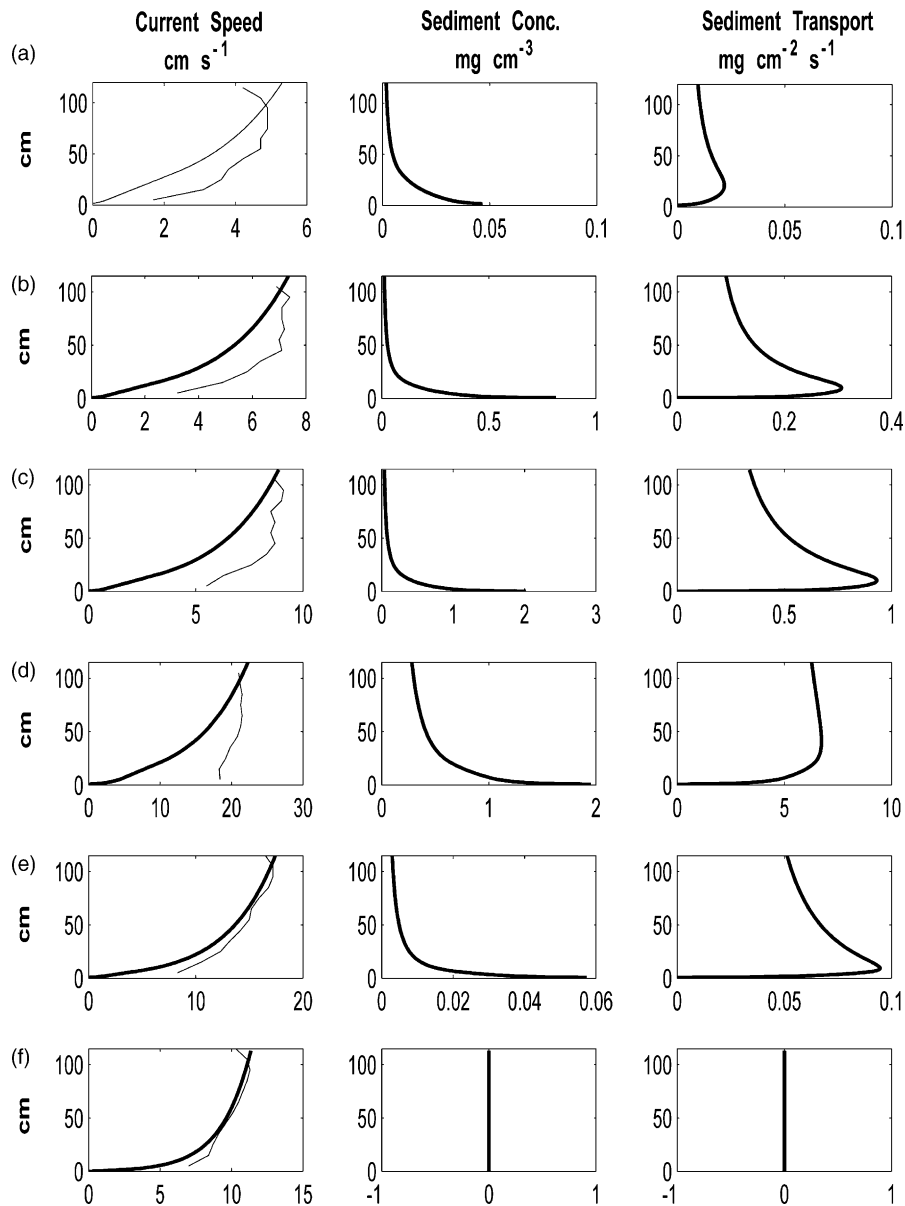 Current Speed Sediment Conc. Sediment Transport
(a) cm s-1 mg cm-3 mg cm-2 s-1
cm 100 50 0 100 50 0 100 50 0
0 2 4 6 0 0.05 0.1 0 0.05 0.1
(b)
cm 100 50 0 100 50 0 100 50 0
0 2 4 6 8 0 0.5 1 0 0.2 0.4
(c)
cm 100 50 0 100 50 0 100 50 0
0 5 10 0 1 2 3 0 0.5 1
(d)
cm 100 50 0 100 50 0 100 50 0
0 10 20 30 0 1 2 0 5 10
(e)
cm 100 50 0 100 50 0 100 50 0
0 10 20 0 0.02 0.04 0.06 0 0.05 0.1
(f)
cm 100 50 0 100 50 0 100 50 0
0 5 10 15 -1 0 1 -1 0 1